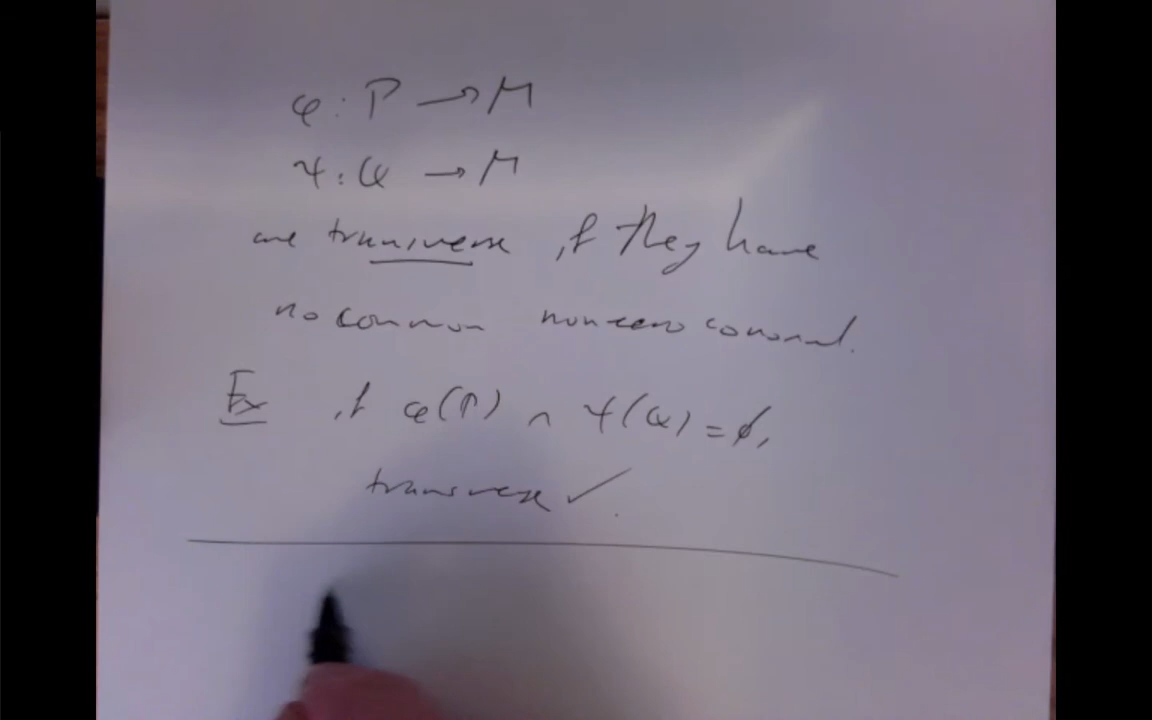 φ : P → M
ψ : Q → M
are transverse if they have
no common nonzero conormal.
Ex if φ(P) ∩ ψ(Q) = ∅,
transverse ✓.